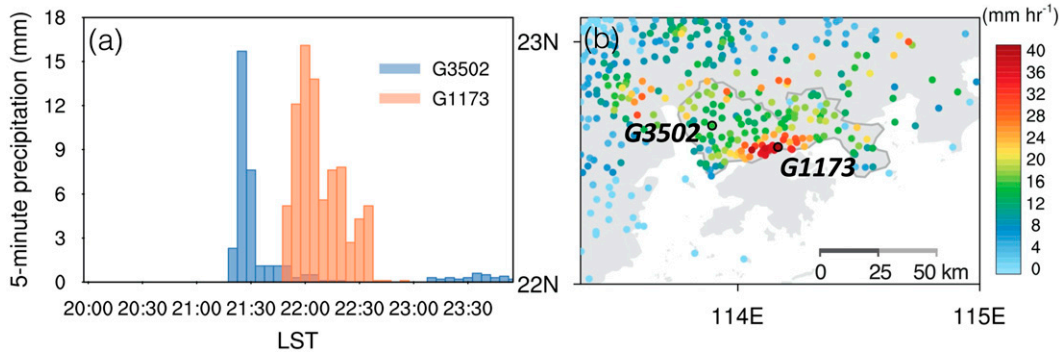 (a)
5-minute precipitation (mm)
18
15
12
9
6
3
0
G3502
G1173
20:00 20:30 21:00 21:30 22:00 22:30 23:00 23:30
LST
(b)
23N
22N
G3502
G1173
0 25 50 km
114E 115E
(mm hr⁻¹)
40
36
32
28
24
20
16
12
8
4
0